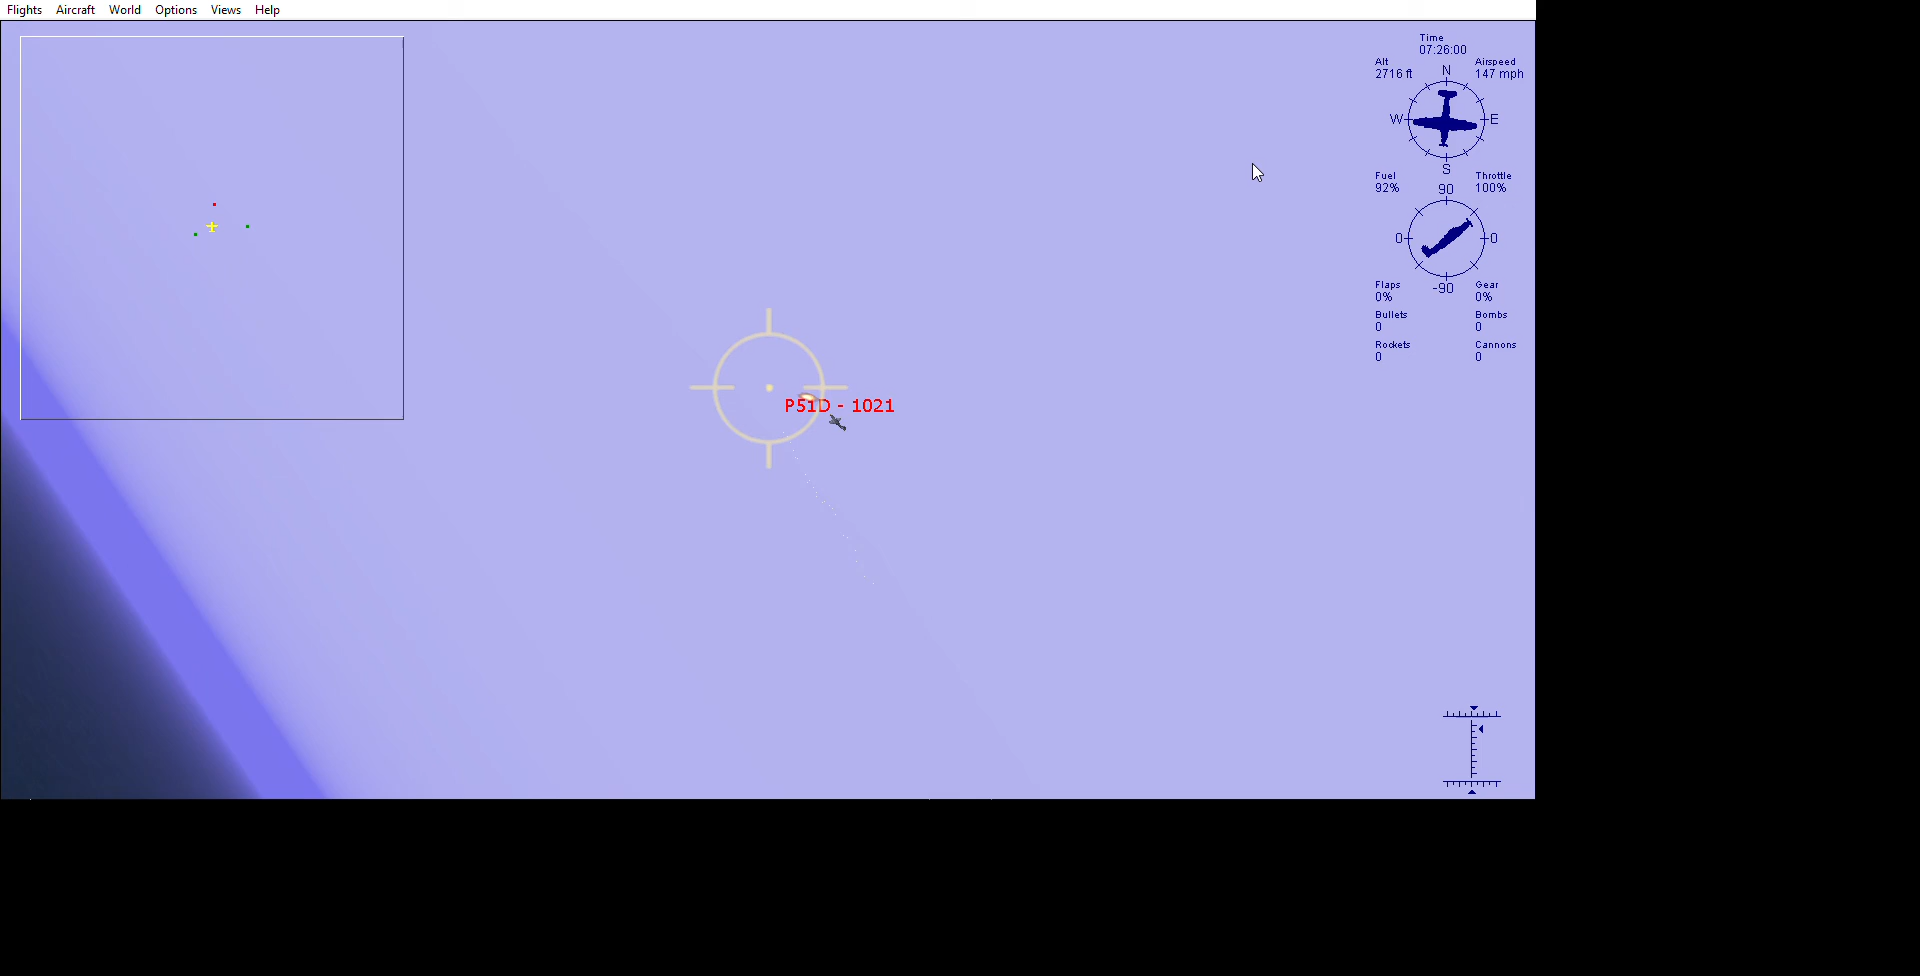 Flights Aircraft World Options Views Help
Time
07:26:00
Alt
2716 ft
Airspeed
147 mph
N
W
E
S
Fuel
92%
Throttle
100%
90
0
0
-90
Flaps
0%
Gear
0%
Bullets
0
Bombs
0
Rockets
0
Cannons
0
P51D - 1021